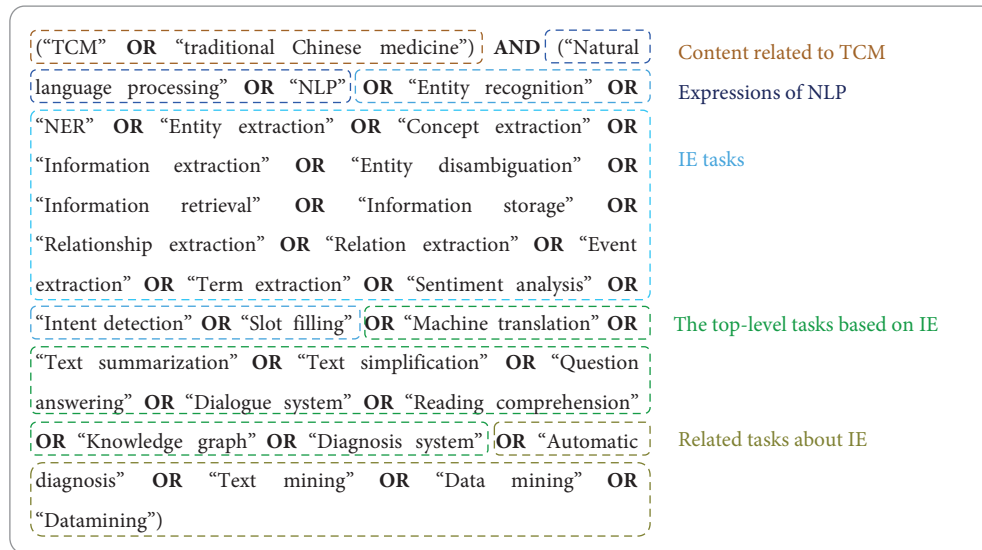 (“TCM” OR “traditional Chinese medicine”) AND (“Natural
language processing” OR “NLP”) OR “Entity recognition” OR
“NER” OR “Entity extraction” OR “Concept extraction” OR
“Information extraction” OR “Entity disambiguation” OR
“Information retrieval” OR “Information storage” OR
“Relationship extraction” OR “Relation extraction” OR “Event
extraction” OR “Term extraction” OR “Sentiment analysis” OR
“Intent detection” OR “Slot filling” OR “Machine translation” OR
“Text summarization” OR “Text simplification” OR “Question
answering” OR “Dialogue system” OR “Reading comprehension”
OR “Knowledge graph” OR “Diagnosis system” OR “Automatic
diagnosis” OR “Text mining” OR “Data mining” OR
“Datamining”)
Content related to TCM
Expressions of NLP
IE tasks
The top-level tasks based on IE
Related tasks about IE